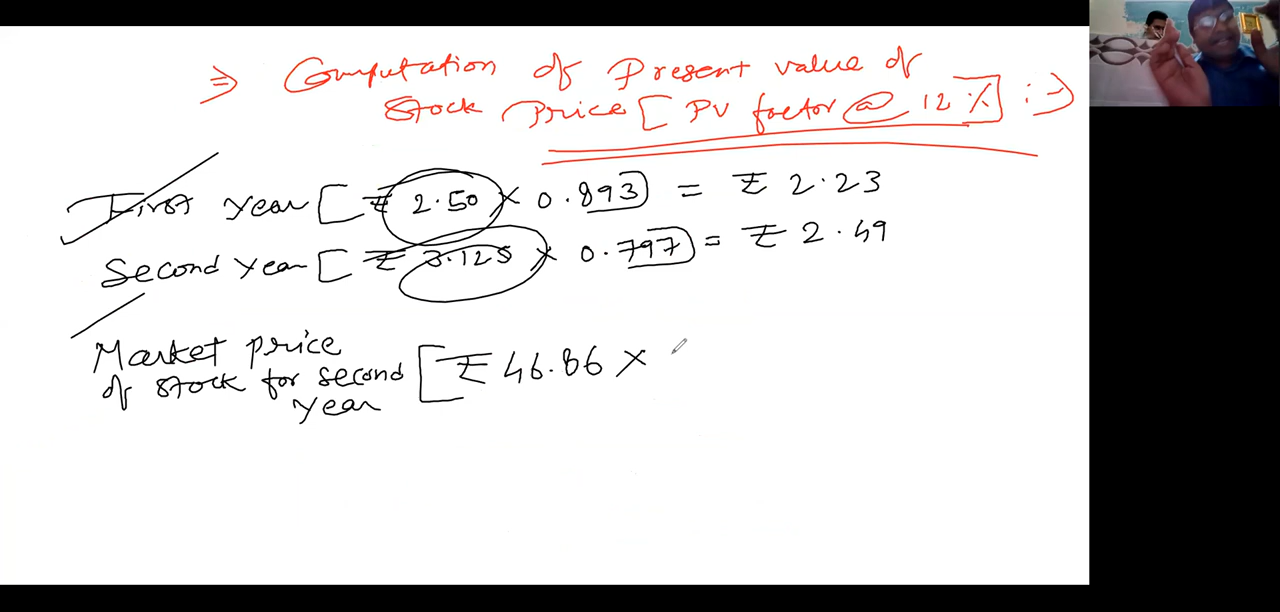 ⇒ Computation of Present value of
Stock Price [PV factor @ 12%] :⇒
First year [₹ 2.50 × 0.893) = ₹ 2.23
Second year [₹ 3.125 × 0.797) = ₹ 2.49
Market price
of stock for second
year [₹ 46.86 ×